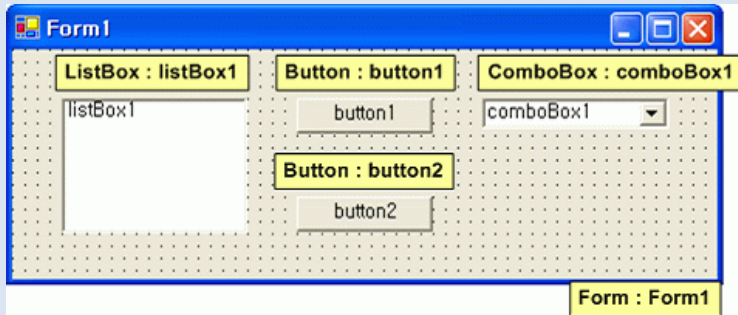 Form1
ListBox : listBox1
Button : button1
ComboBox : comboBox1
listBox1
button1
comboBox1
Button : button2
button2
Form : Form1